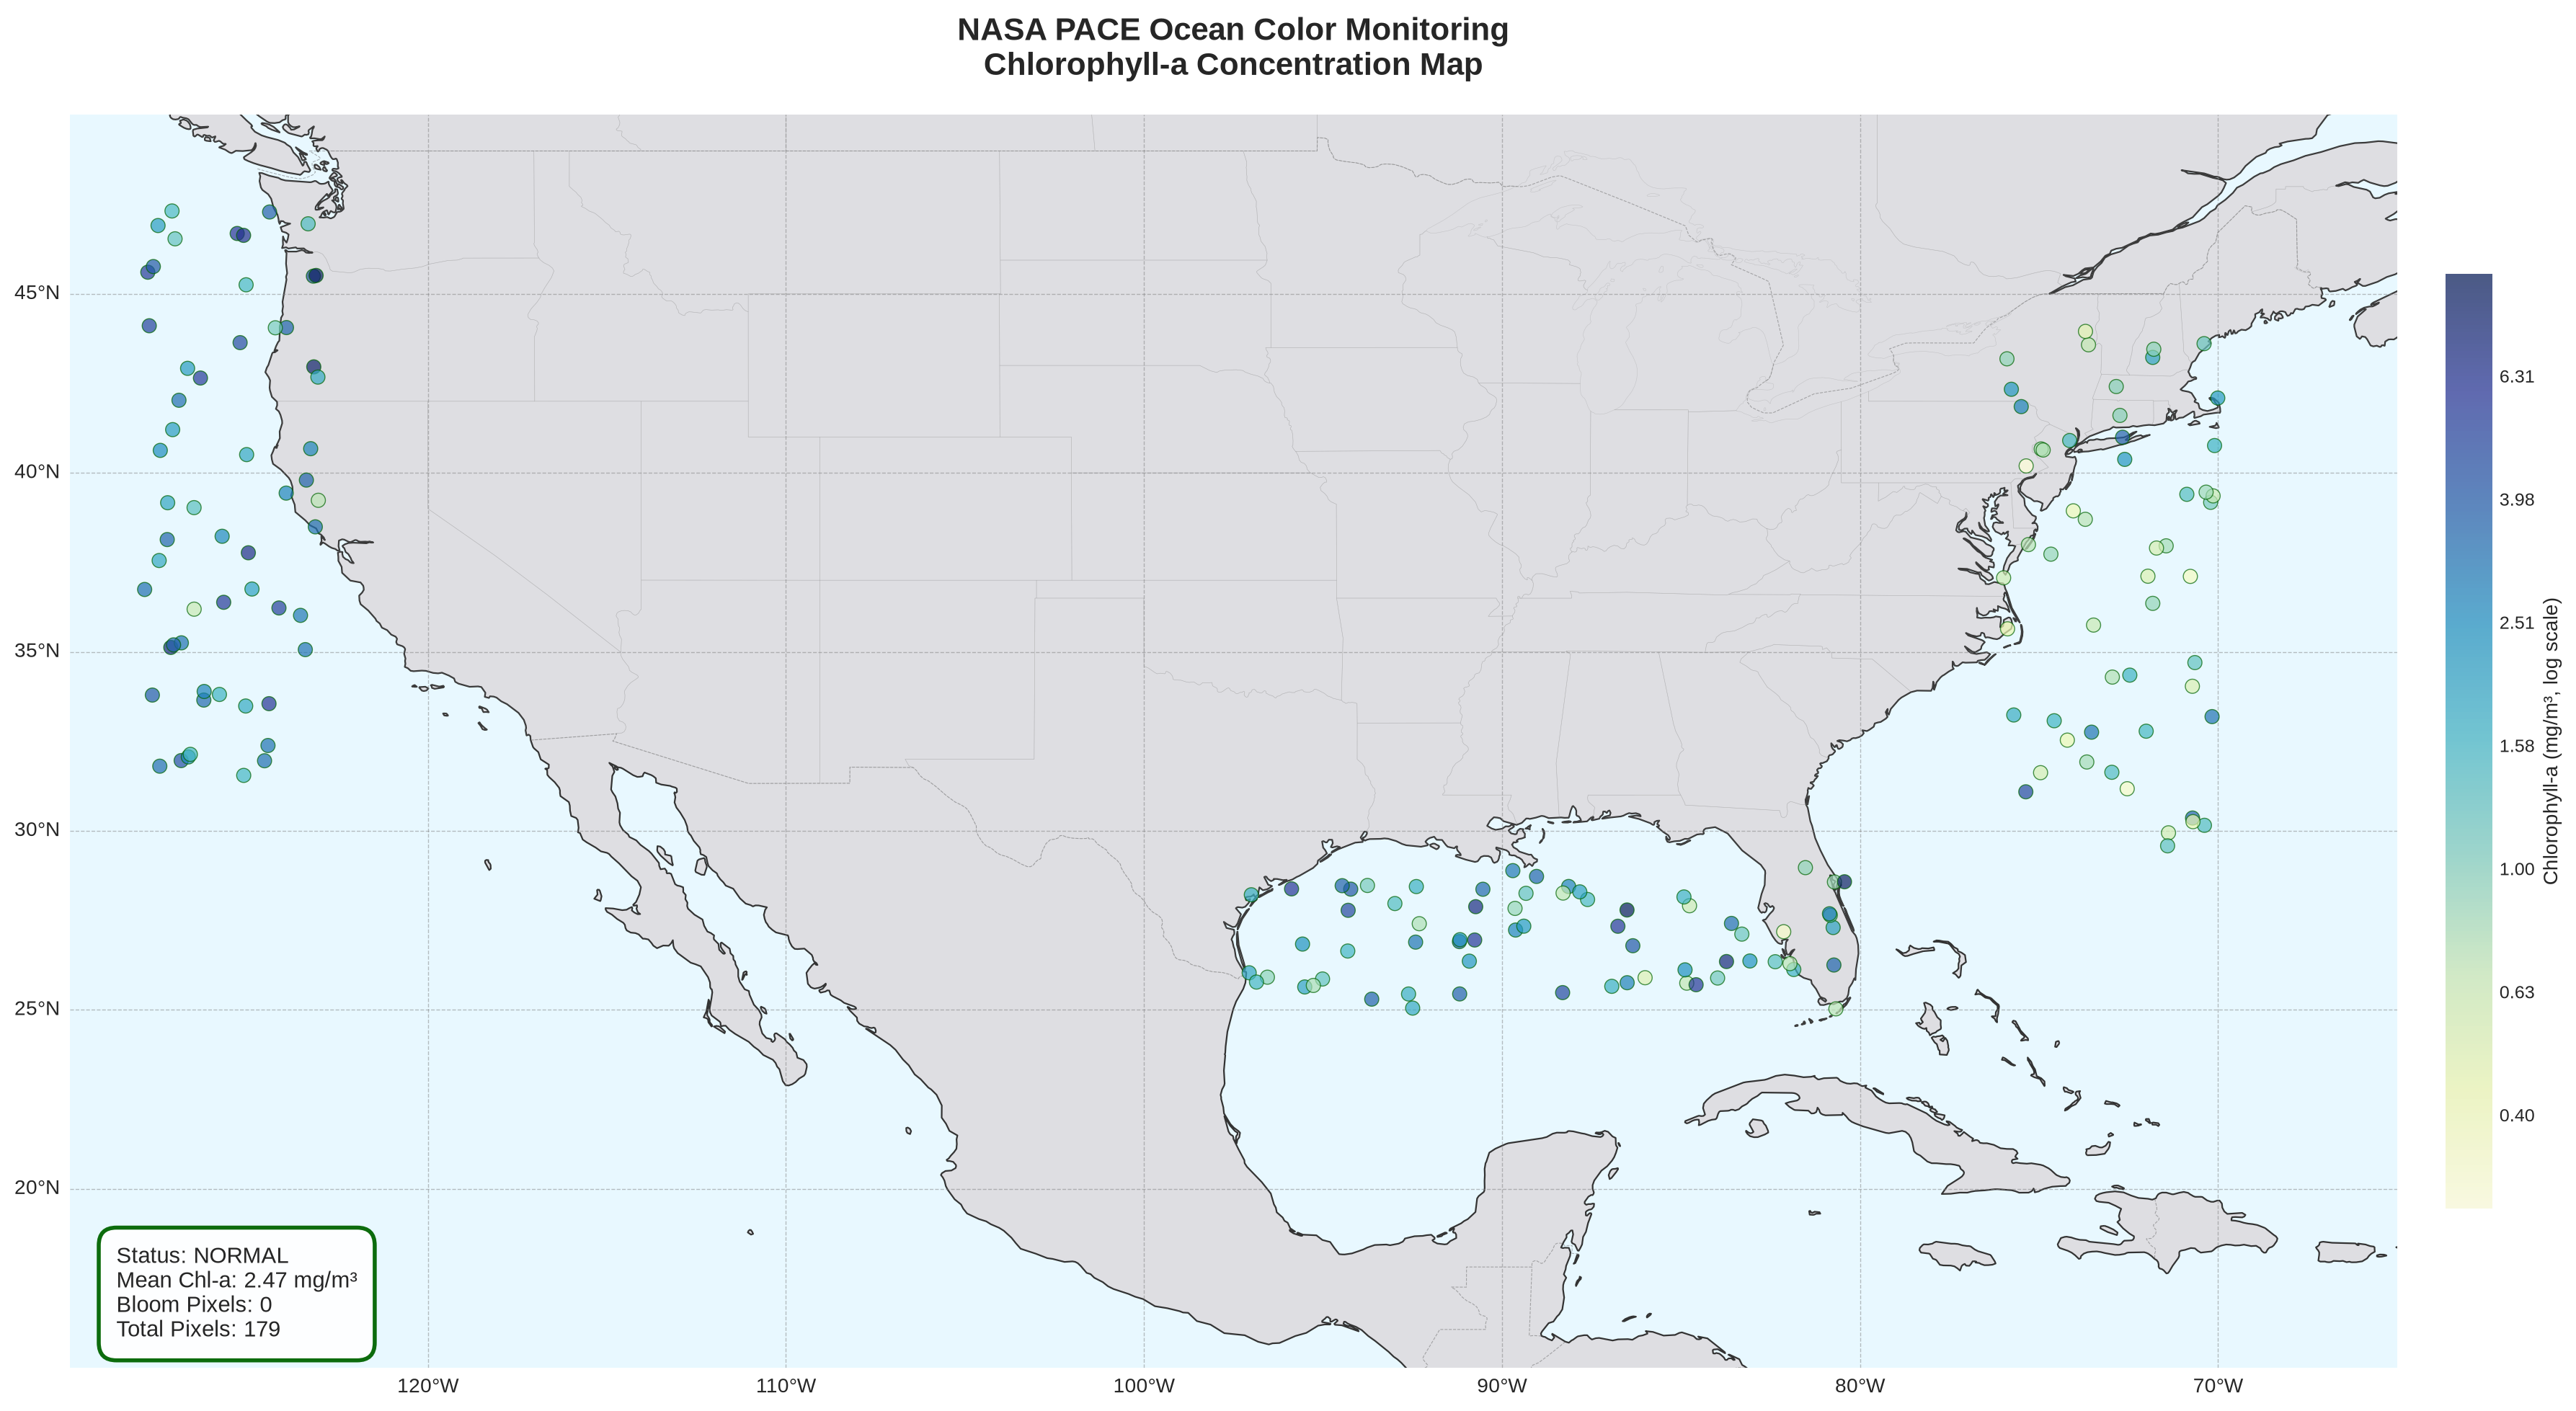 NASA PACE Ocean Color Monitoring
Chlorophyll-a Concentration Map
45°N
40°N
35°N
30°N
25°N
20°N
120°W
110°W
100°W
90°W
80°W
70°W
Status: NORMAL
Mean Chl-a: 2.47 mg/m³
Bloom Pixels: 0
Total Pixels: 179
6.31
3.98
2.51
1.58
1.00
0.63
0.40
Chlorophyll-a (mg/m³, log scale)